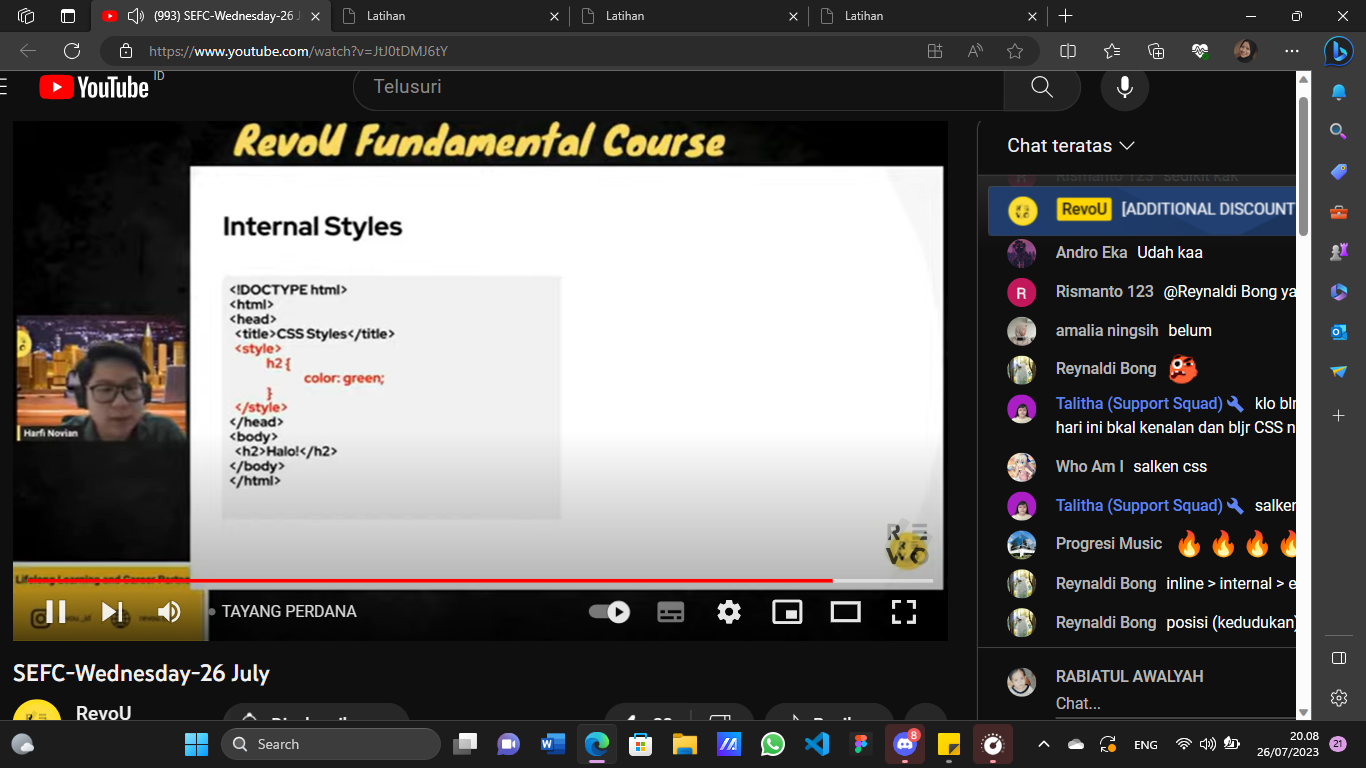 (993) SEFC-Wednesday-26 J
Latihan
Latihan
Latihan
https://www.youtube.com/watch?v=JtJ0tDMJ6tY
YouTube
ID
Telusuri
RevoU Fundamental Course
Internal Styles
<!DOCTYPE html>
<html>
<head>
<title>CSS Styles</title>
<style>
h2 {
color: green;
}
</style>
</head>
<body>
<h2>Halo!</h2>
</body>
</html>
Harfi Novian
Lifelong Learning and Career Partner
TAYANG PERDANA
SEFC-Wednesday-26 July
RevoU
Chat teratas
Rismanto 123 sedikit kak
RevoU [ADDITIONAL DISCOUNT
Andro Eka Udah kaa
R Rismanto 123 @Reynaldi Bong ya
amalia ningsih belum
Reynaldi Bong
Talitha (Support Squad) klo blr
hari ini bkal kenalan dan bljr CSS n
Who Am I salken css
Talitha (Support Squad) salker
Progresi Music 🔥🔥🔥🔥
Reynaldi Bong inline > internal > e
Reynaldi Bong posisi (kedudukan)
RABIATUL AWALYAH
Chat...
Search
8
ENG
20.08
26/07/2023
21